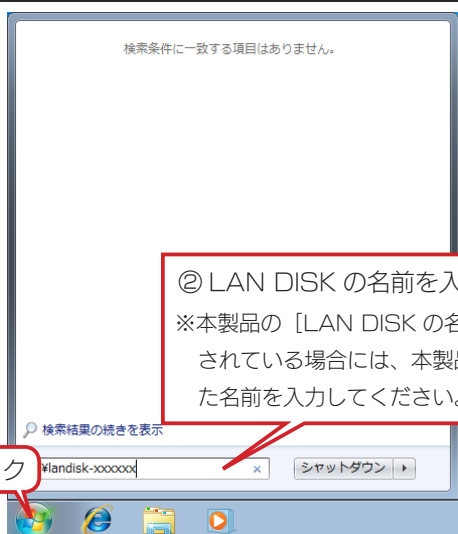 検索条件に一致する項目はありません。
② LAN DISK の名前を入
※本製品の［LAN DISK の名
されている場合には、本製品
た名前を入力してください。
検索結果の続きを表示
ク
¥landisk-xxxxxx
シャットダウン